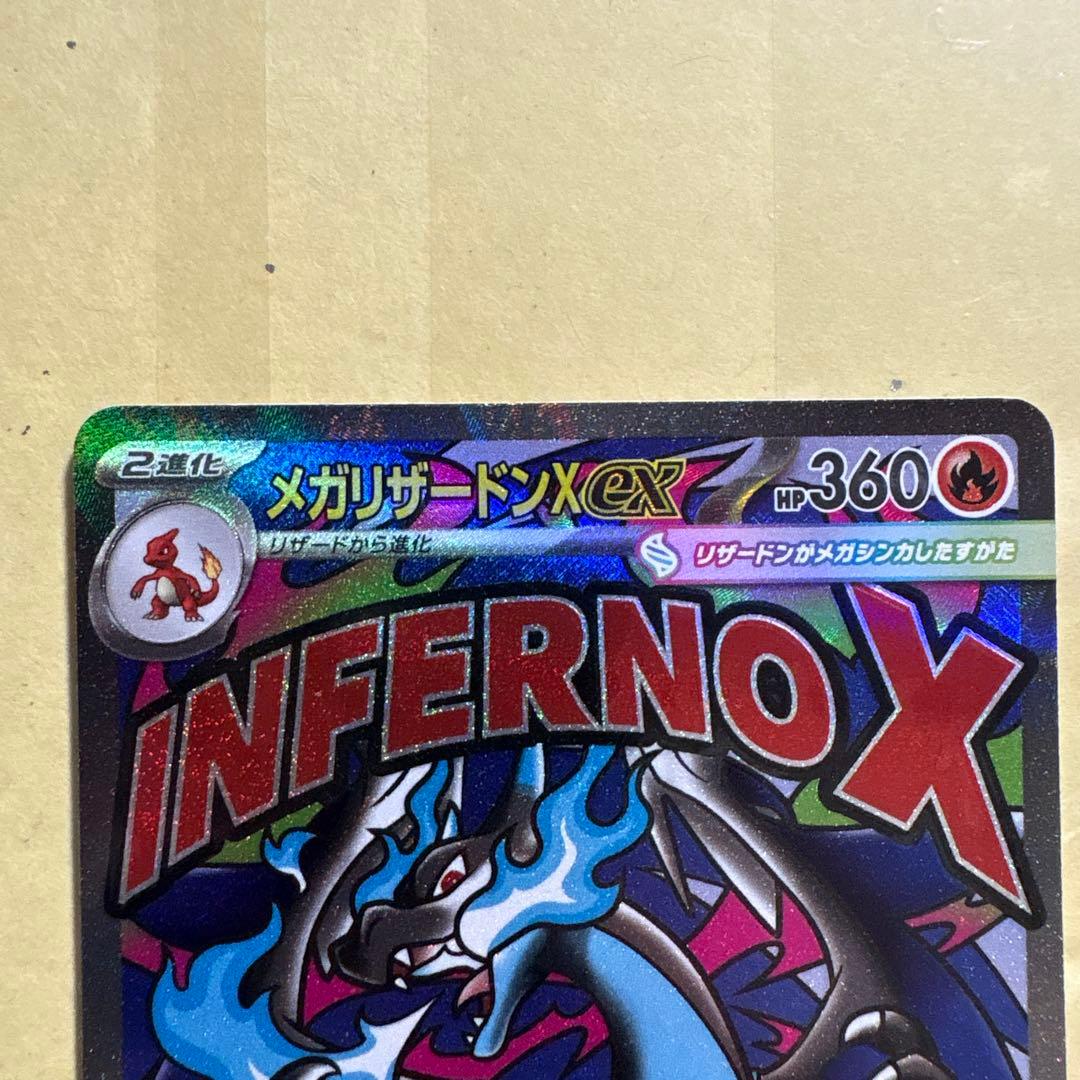 2進化
メガリザードンXex
HP360
リザードから進化
リザードンがメガシンカしたすがた
INFERNO X